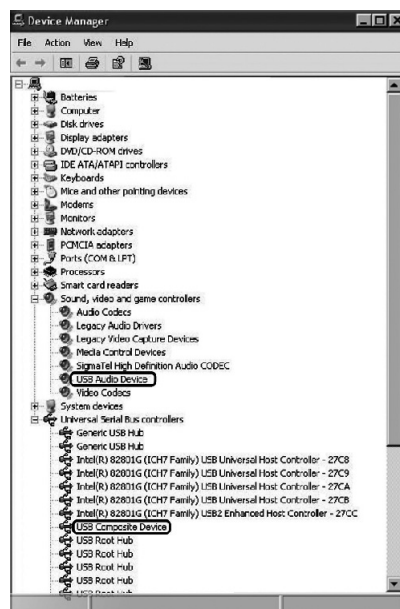 Device Manager
File Action View Help
Batteries
Computer
Disk drives
Display adapters
DVD/CD-ROM drives
IDE ATA/ATAPI controllers
Keyboards
Mice and other pointing devices
Modems
Monitors
Network adapters
PCMCIA adapters
Ports (COM & LPT)
Processors
Smart card readers
Sound, video and game controllers
Audio Codecs
Legacy Audio Drivers
Legacy Video Capture Devices
Media Control Devices
SigmaTel High Definition Audio CODEC
USB Audio Device
Video Codecs
System devices
Universal Serial Bus controllers
Generic USB Hub
Generic USB Hub
Intel(R) 82801G (ICH7 Family) USB Universal Host Controller - 27C8
Intel(R) 82801G (ICH7 Family) USB Universal Host Controller - 27C9
Intel(R) 82801G (ICH7 Family) USB Universal Host Controller - 27CA
Intel(R) 82801G (ICH7 Family) USB Universal Host Controller - 27CB
Intel(R) 82801G (ICH7 Family) USB2 Enhanced Host Controller - 27CC
USB Composite Device
USB Root Hub
USB Root Hub
USB Root Hub
USB Root Hub
USB Root Hub